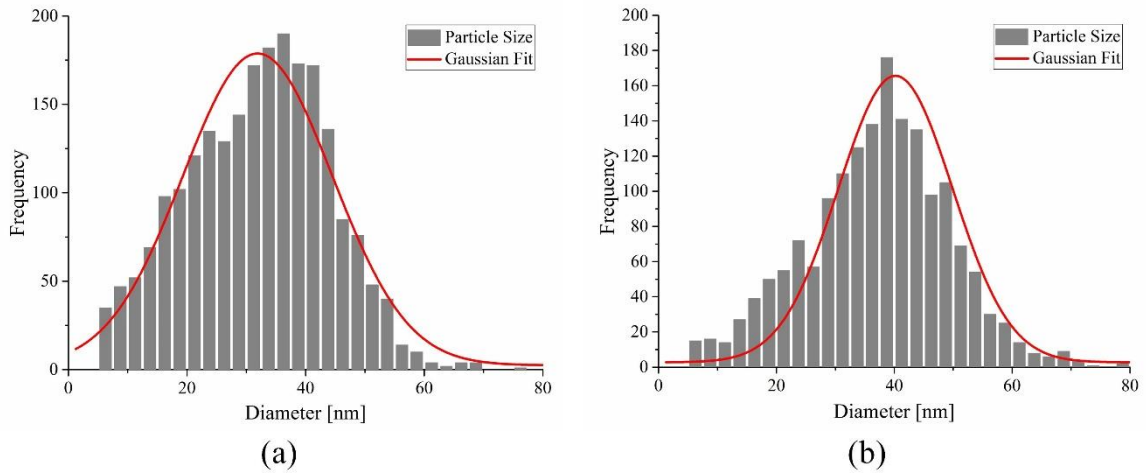 200
150
100
50
0
Frequency
Particle Size
Gaussian Fit
0 20 40 60 80
Diameter [nm]
(a)
200
180
160
140
120
100
80
60
40
20
0
Frequency
Particle Size
Gaussian Fit
0 20 40 60 80
Diameter [nm]
(b)